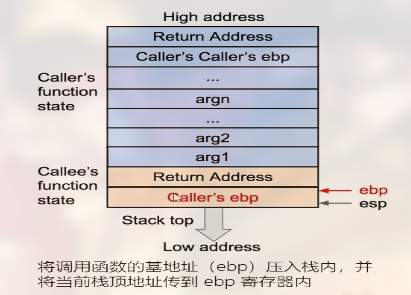 High address
Return Address
Caller's Caller's ebp
...
Caller's
function
state
argn
...
arg2
arg1
Callee's
function
state
Return Address
Caller's ebp
ebp
esp
Stack top
Low address
将调用函数的基地址（ebp）压入栈内，并
将当前栈顶地址传到 ebp 寄存器内